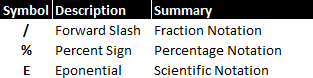 Symbol Description Summary
/ Forward Slash Fraction Notation
% Percent Sign Percentage Notation
E Eponential Scientific Notation